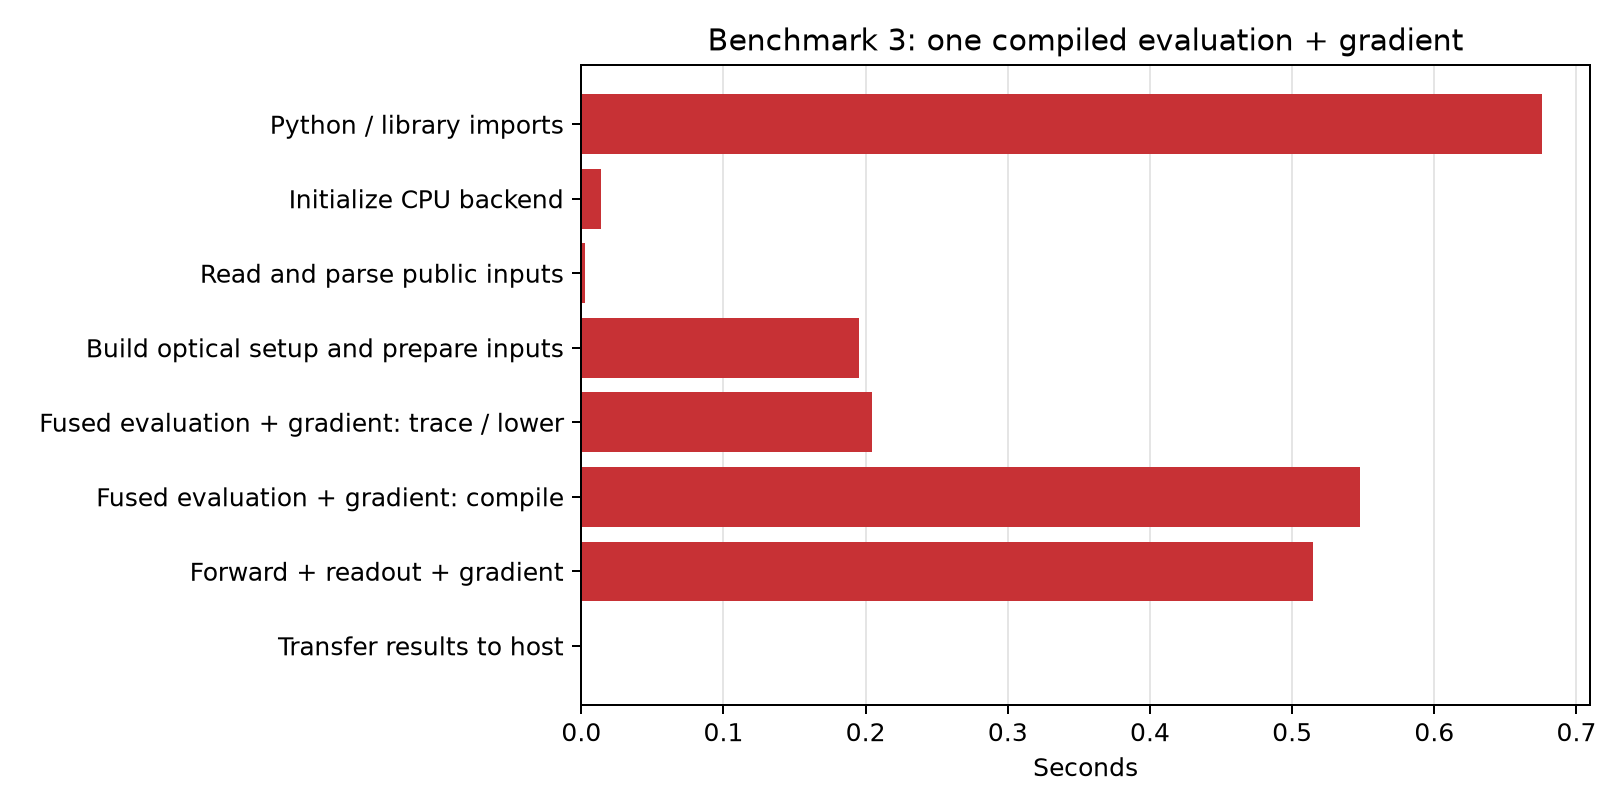 Benchmark 3: one compiled evaluation + gradient
Python / library imports
Initialize CPU backend
Read and parse public inputs
Build optical setup and prepare inputs
Fused evaluation + gradient: trace / lower
Fused evaluation + gradient: compile
Forward + readout + gradient
Transfer results to host
0.0 0.1 0.2 0.3 0.4 0.5 0.6 0.7
Seconds